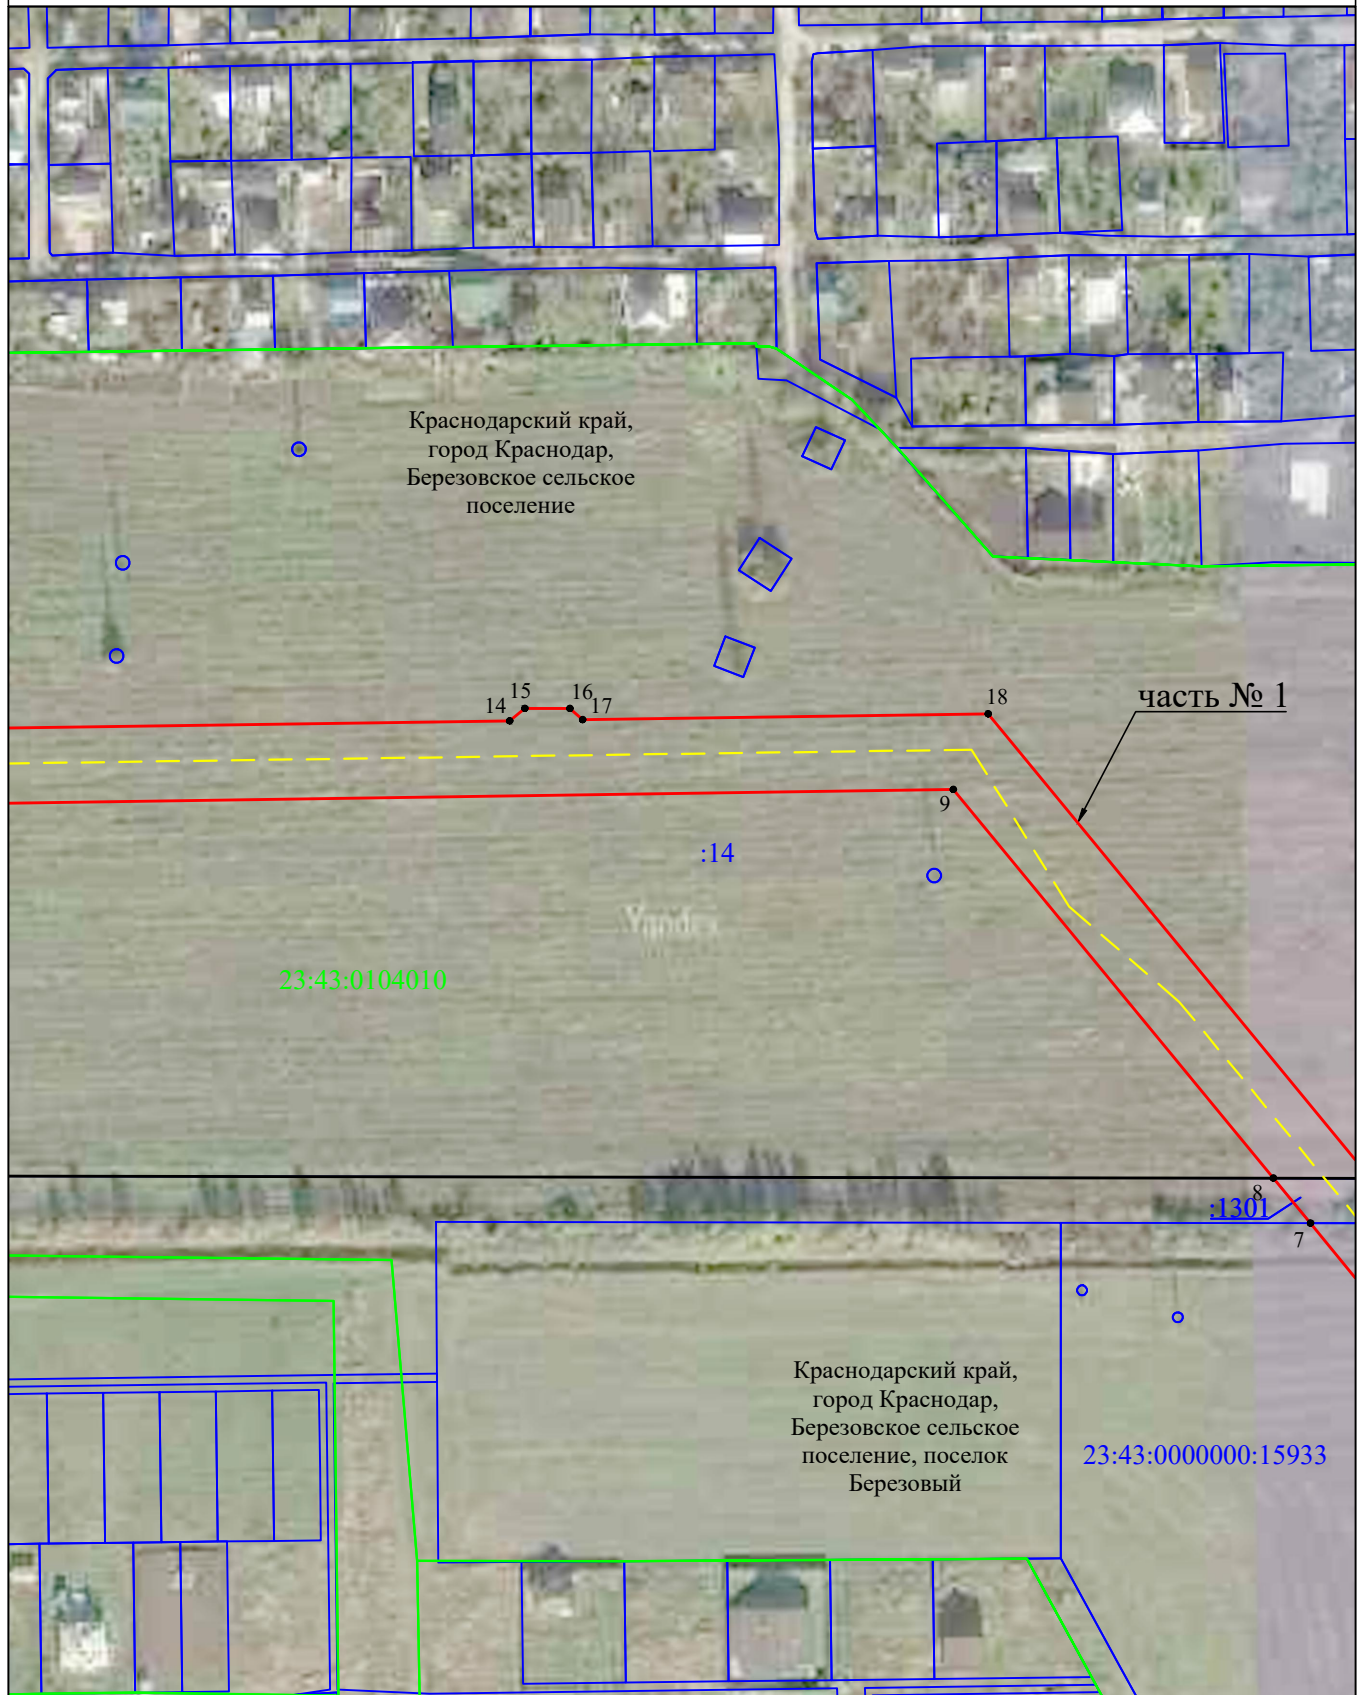 Краснодарский край,
город Краснодар,
Березовское сельское
поселение
часть № 1
14
15
16
17
18
9
:14
Yandex
23:43:0104010
8
:1301
7
Краснодарский край,
город Краснодар,
Березовское сельское
поселение, поселок
Березовый
23:43:0000000:15933